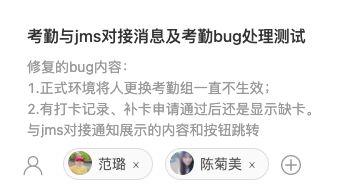 考勤与jms对接消息及考勤bug处理测试
修复的bug内容：
1.正式环境将人更换考勤组一直不生效；
2.有打卡记录、补卡申请通过后还是显示缺卡。
与jms对接通知展示的内容和按钮跳转
范璐 × 陈菊美 ×